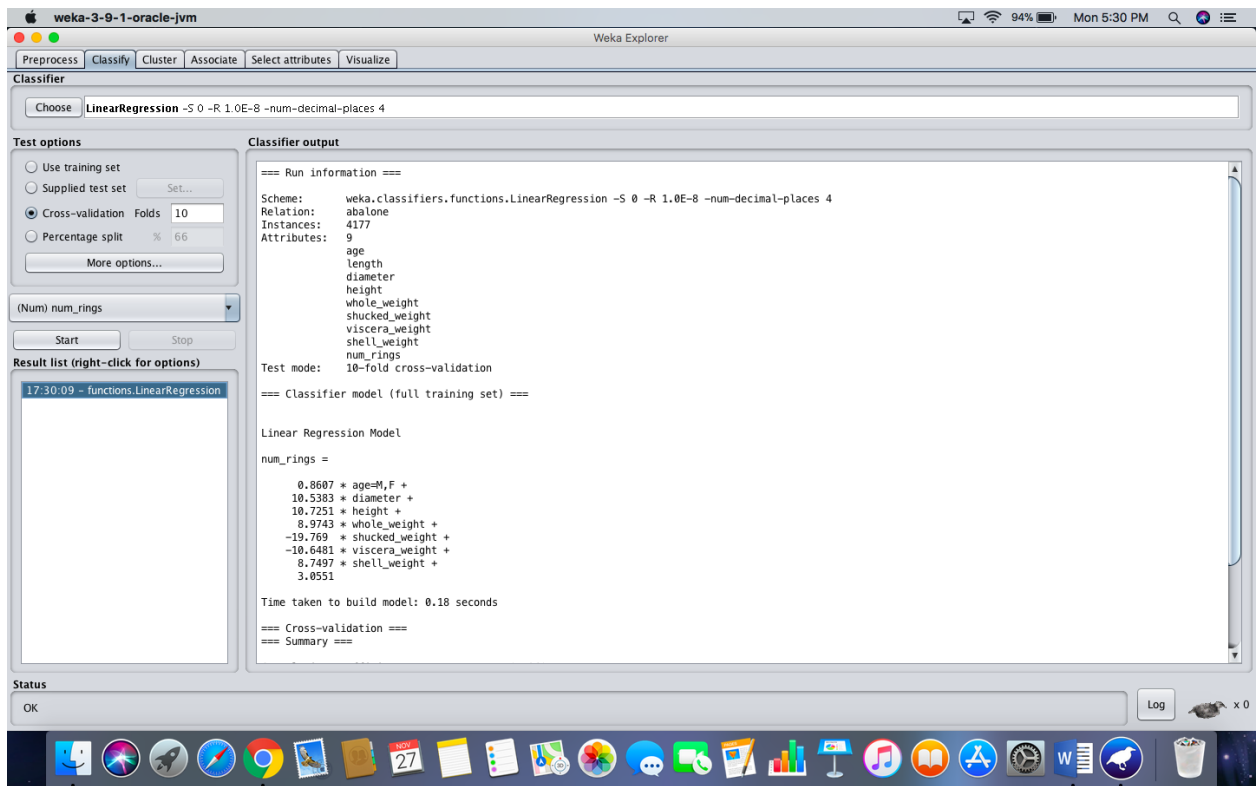 weka-3-9-1-oracle-jvm 94% Mon 5:30 PM
Weka Explorer
Preprocess Classify Cluster Associate Select attributes Visualize
Classifier
Choose LinearRegression -S 0 -R 1.0E-8 -num-decimal-places 4
Test options
Use training set
Supplied test set Set...
Cross-validation Folds 10
Percentage split % 66
More options...
(Num) num_rings
Start Stop
Result list (right-click for options)
17:30:09 - functions.LinearRegression
Classifier output
=== Run information ===
Scheme: weka.classifiers.functions.LinearRegression -S 0 -R 1.0E-8 -num-decimal-places 4
Relation: abalone
Instances: 4177
Attributes: 9
age
length
diameter
height
whole_weight
shucked_weight
viscera_weight
shell_weight
num_rings
Test mode: 10-fold cross-validation
=== Classifier model (full training set) ===
Linear Regression Model
num_rings =
0.8607 * age=M,F +
10.5383 * diameter +
10.7251 * height +
8.9743 * whole_weight +
-19.769 * shucked_weight +
-10.6481 * viscera_weight +
8.7497 * shell_weight +
3.0551
Time taken to build model: 0.18 seconds
=== Cross-validation ===
=== Summary ===
Status
OK
Log
x 0
NOV
27
W